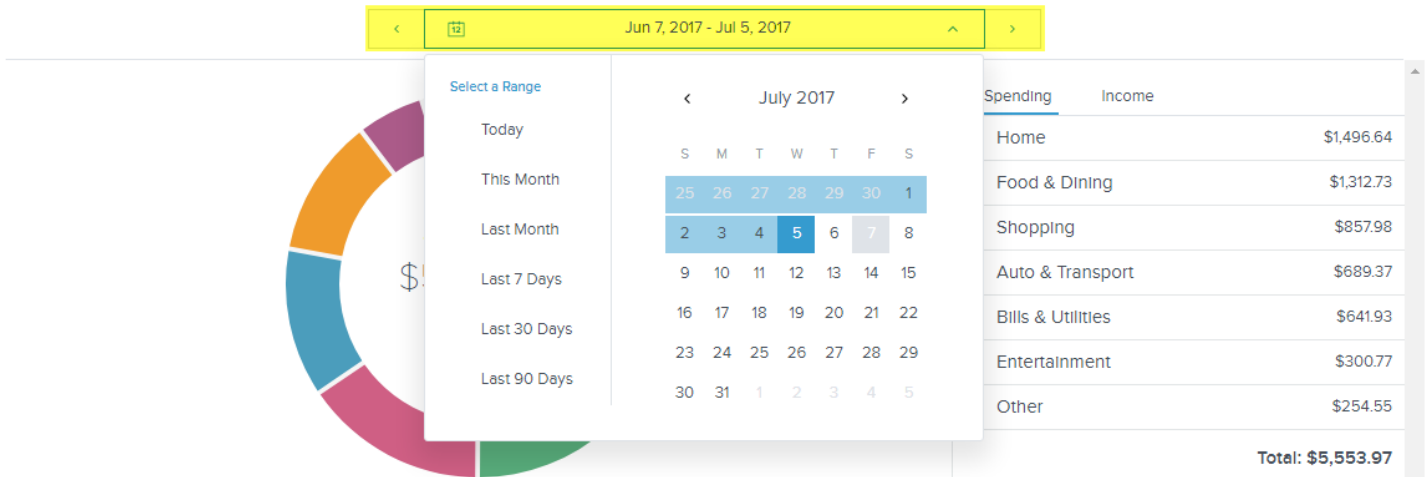 12 Jun 7, 2017 - Jul 5, 2017
Select a Range
Today
This Month
Last Month
Last 7 Days
Last 30 Days
Last 90 Days
July 2017
S M T W T F S
25 26 27 28 29 30 1
2 3 4 5 6 7 8
9 10 11 12 13 14 15
16 17 18 19 20 21 22
23 24 25 26 27 28 29
30 31 1 2 3 4 5
$
Spending Income
Home $1,496.64
Food & Dining $1,312.73
Shopping $857.98
Auto & Transport $689.37
Bills & Utilities $641.93
Entertainment $300.77
Other $254.55
Total: $5,553.97